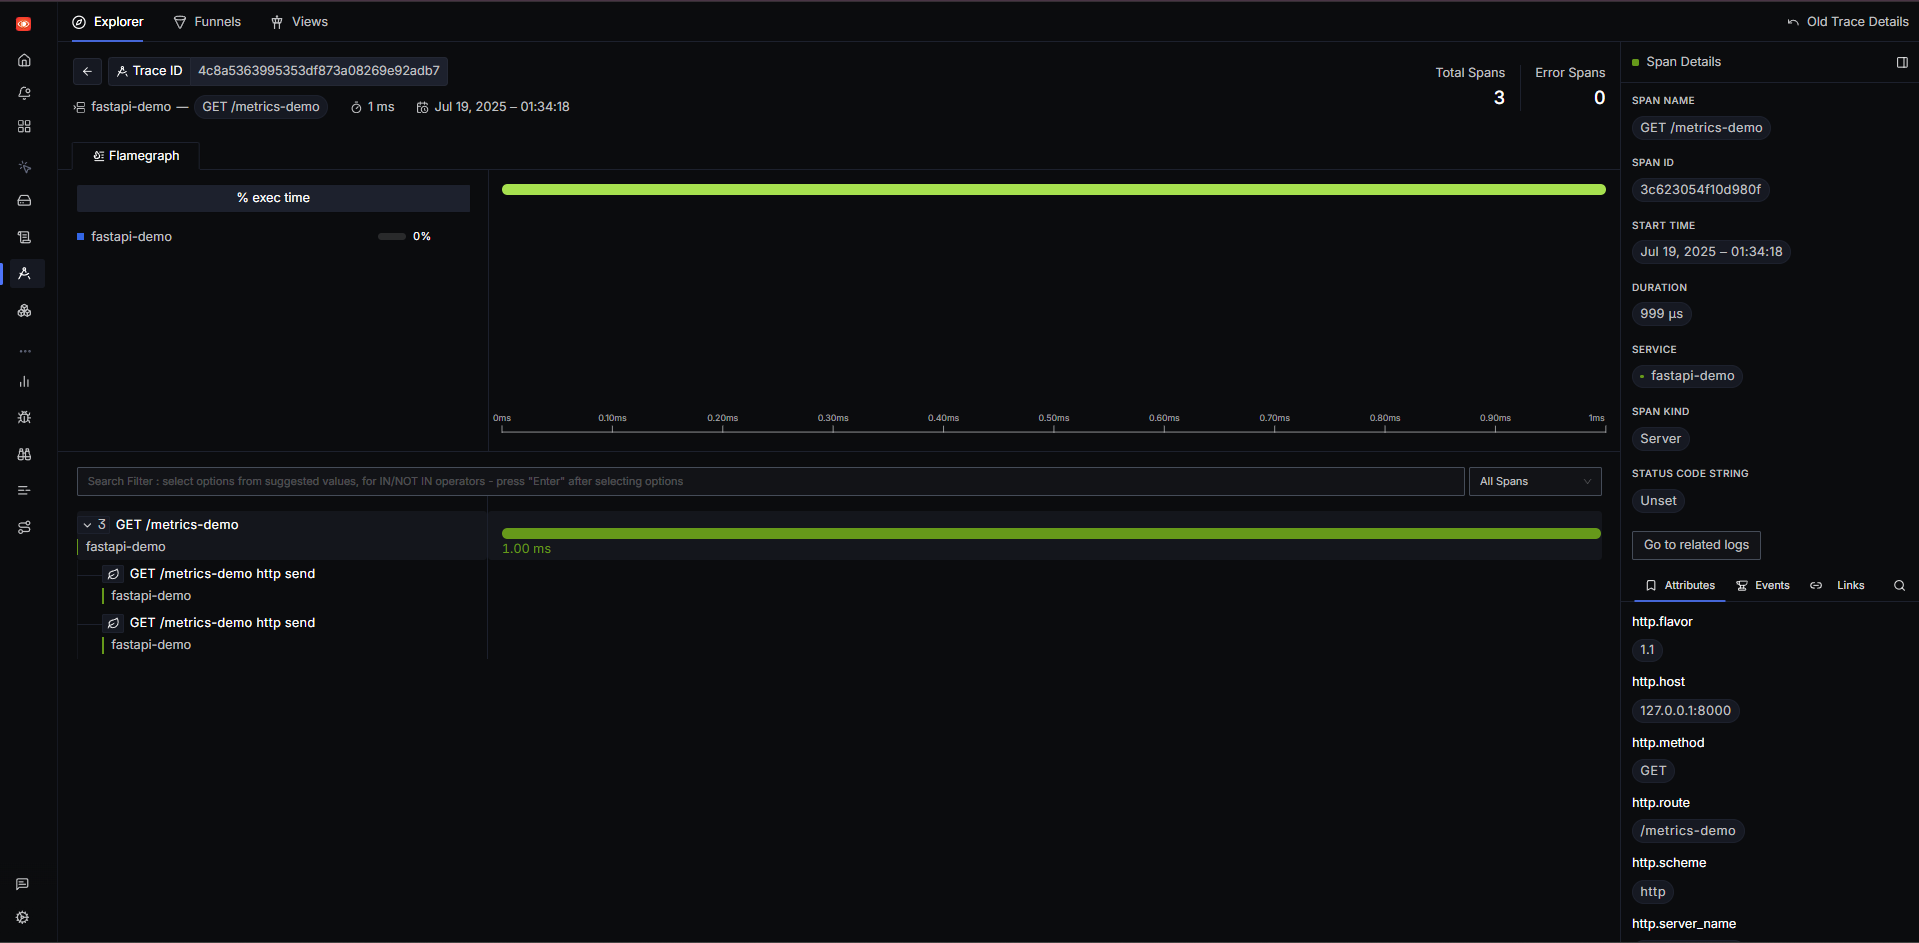 Explorer
Funnels
Views
Old Trace Details
Trace ID 4c8a5363995353df873a08269e92adb7
fastapi-demo — GET /metrics-demo 1 ms Jul 19, 2025 – 01:34:18
Total Spans
3
Error Spans
0
Flamegraph
% exec time
fastapi-demo 0%
0ms 0.10ms 0.20ms 0.30ms 0.40ms 0.50ms 0.60ms 0.70ms 0.80ms 0.90ms 1ms
Search Filter : select options from suggested values, for IN/NOT IN operators - press "Enter" after selecting options
All Spans
3 GET /metrics-demo
fastapi-demo
1.00 ms
GET /metrics-demo http send
fastapi-demo
GET /metrics-demo http send
fastapi-demo
Span Details
SPAN NAME
GET /metrics-demo
SPAN ID
3c623054f10d980f
START TIME
Jul 19, 2025 – 01:34:18
DURATION
999 µs
SERVICE
fastapi-demo
SPAN KIND
Server
STATUS CODE STRING
Unset
Go to related logs
Attributes Events Links
http.flavor
1.1
http.host
127.0.0.1:8000
http.method
GET
http.route
/metrics-demo
http.scheme
http
http.server_name